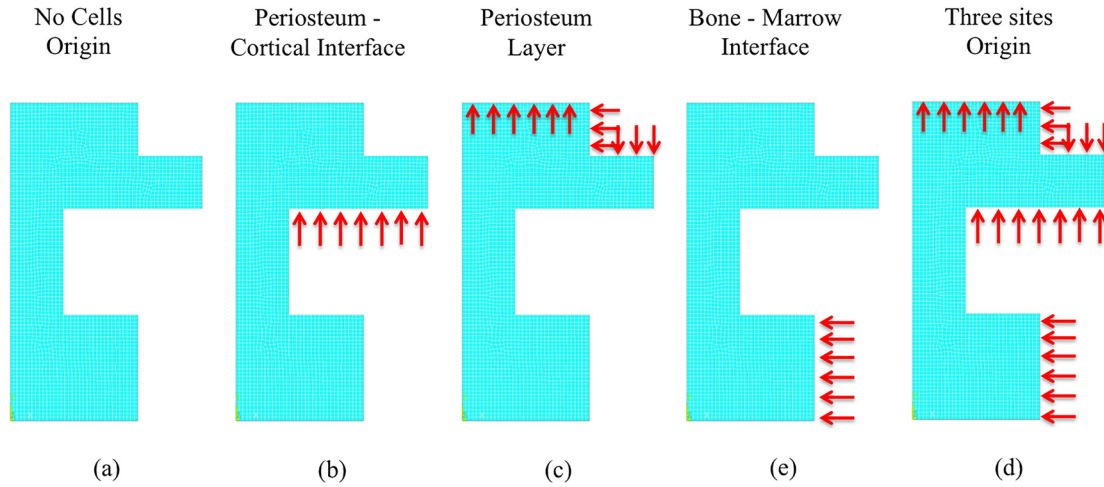 No Cells
Origin
Periosteum -
Cortical Interface
Periosteum
Layer
Bone - Marrow
Interface
Three sites
Origin
X
X
X
X
X
(a)
(b)
(c)
(e)
(d)